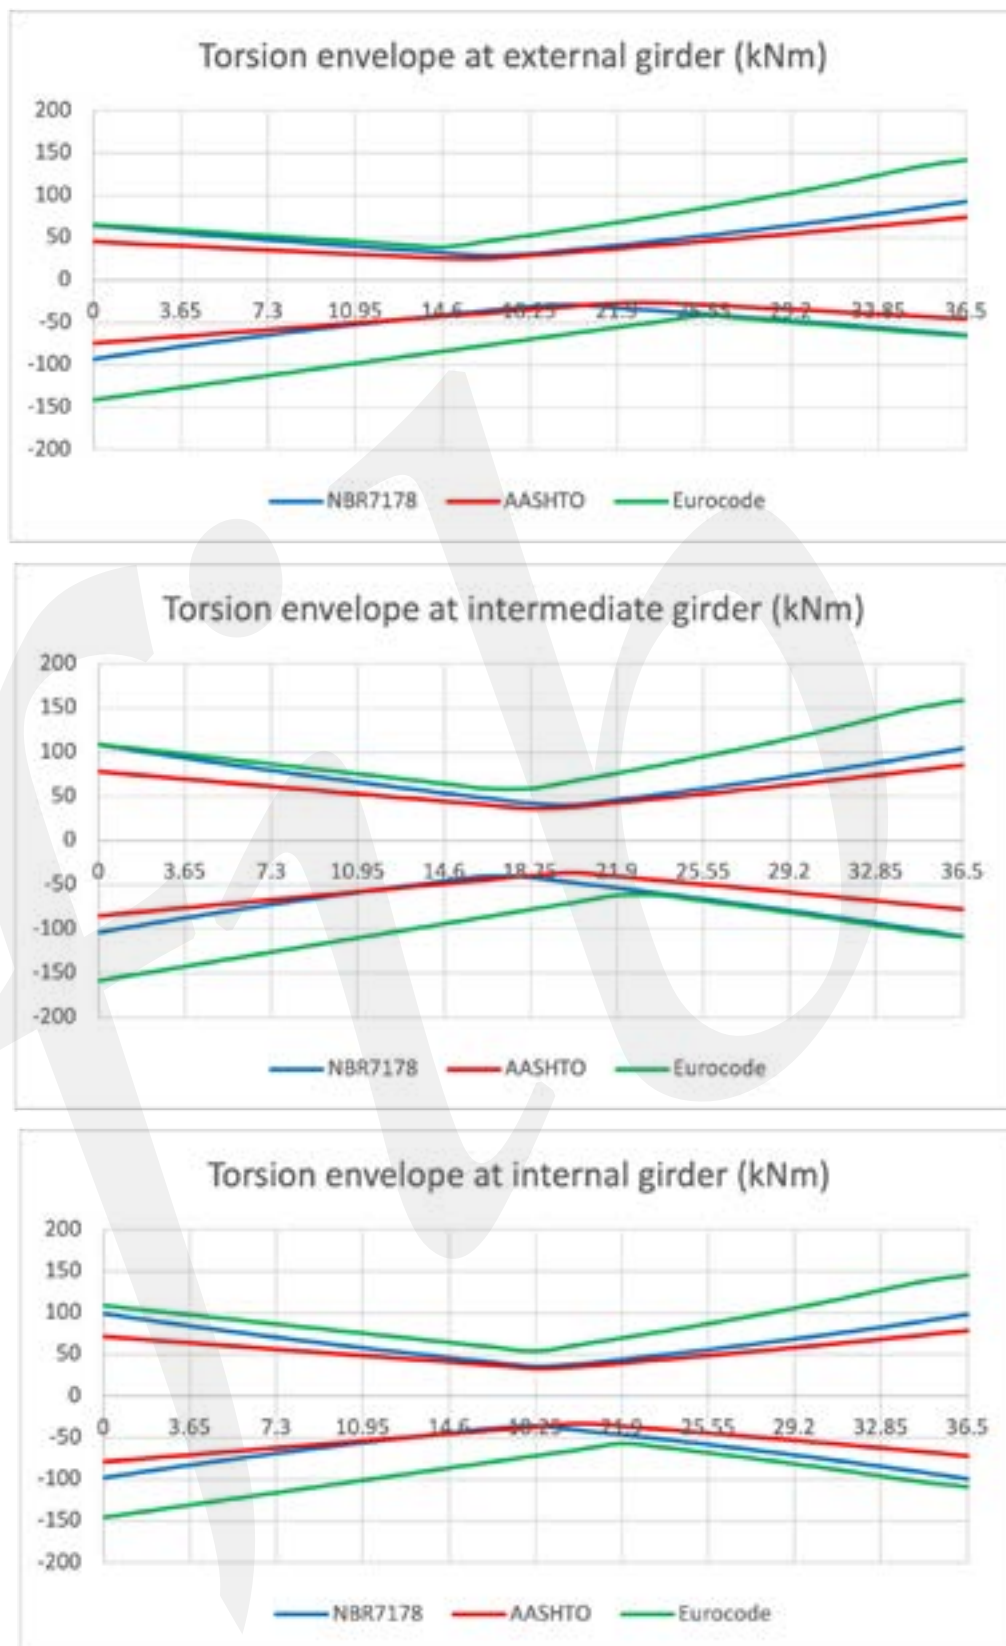 Torsion envelope at external girder (kNm)
200
150
100
50
0
0 3.65 7.3 10.95 14.6 18.25 21.9 25.55 29.2 32.85 36.5
-50
-100
-150
-200
NBR7178 AASHTO Eurocode
Torsion envelope at intermediate girder (kNm)
200
150
100
50
0
0 3.65 7.3 10.95 14.6 18.25 21.9 25.55 29.2 32.85 36.5
-50
-100
-150
-200
NBR7178 AASHTO Eurocode
Torsion envelope at internal girder (kNm)
200
150
100
50
0
0 3.65 7.3 10.95 14.6 18.25 21.9 25.55 29.2 32.85 36.5
-50
-100
-150
-200
NBR7178 AASHTO Eurocode
fib